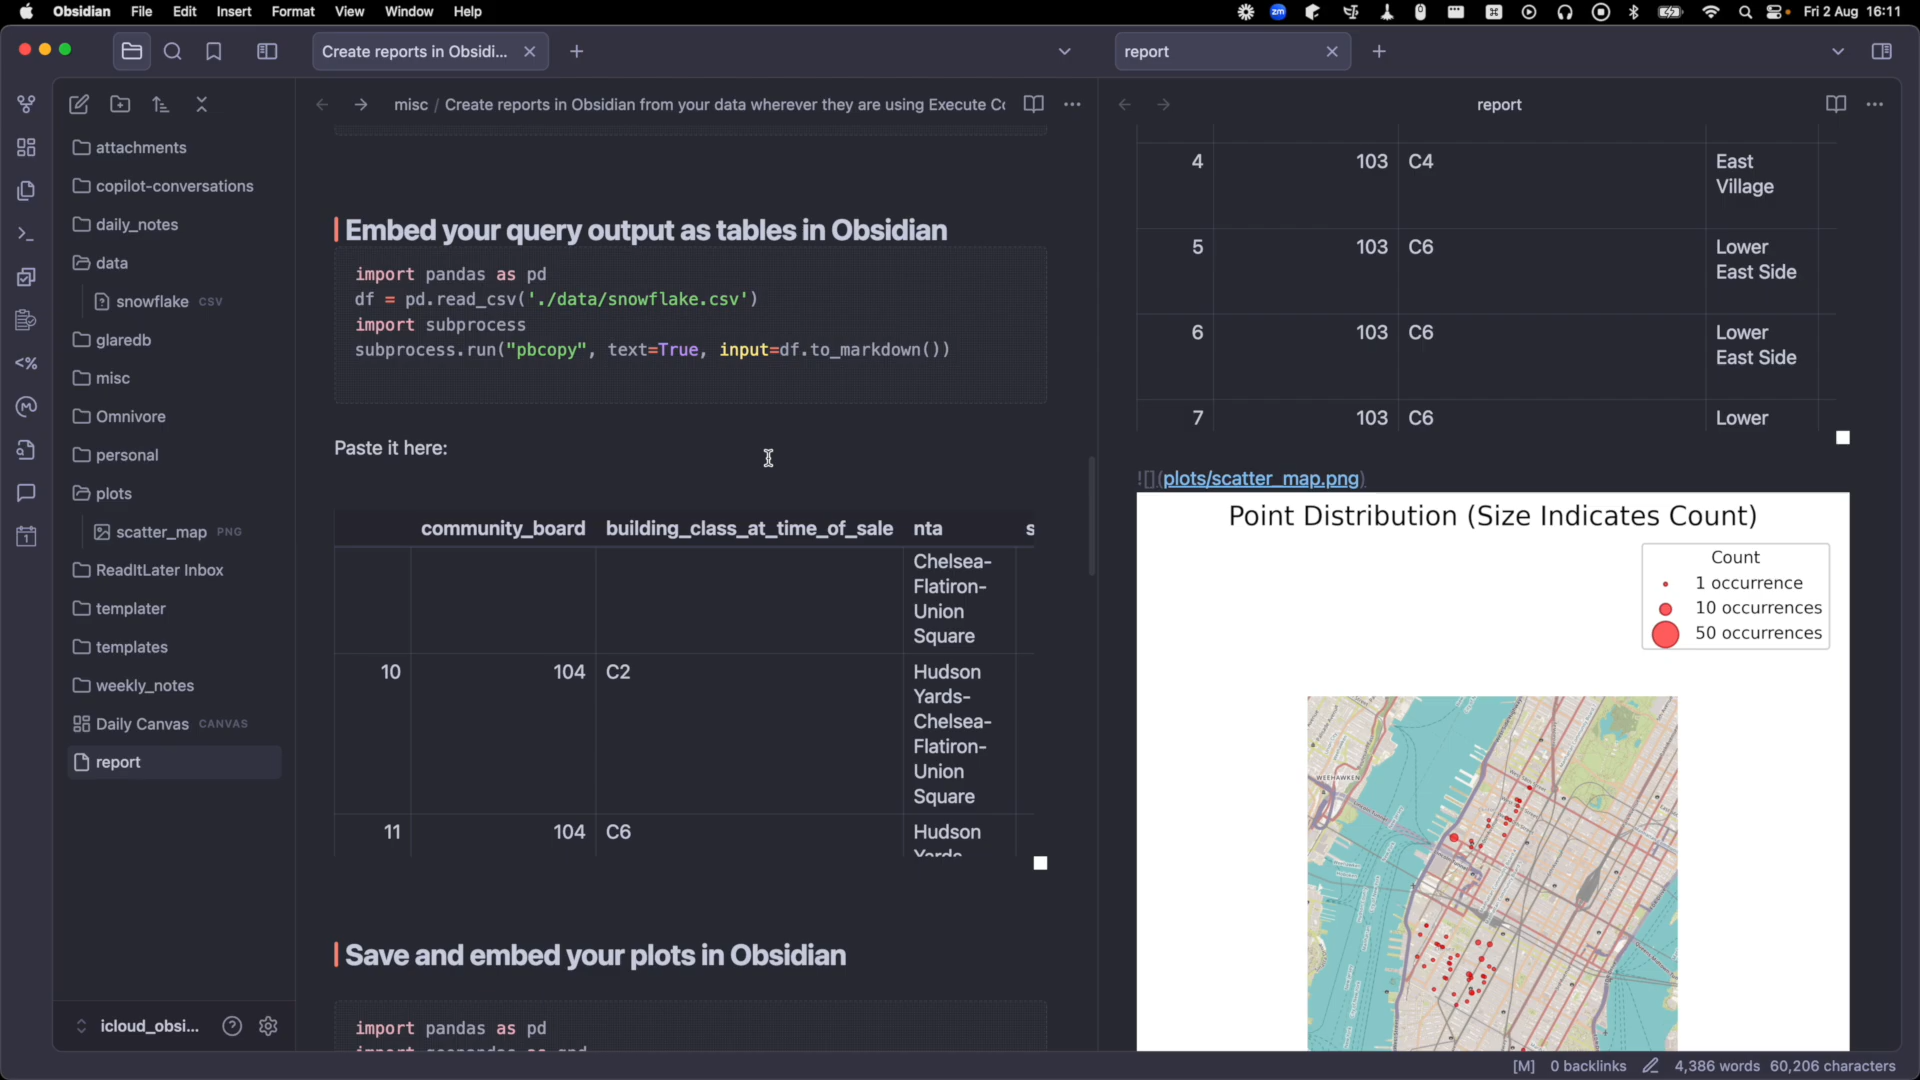 Obsidian File Edit Insert Format View Window Help
zm
Fri 2 Aug 16:11
Create reports in Obsidi...
report
misc / Create reports in Obsidian from your data wherever they are using Execute Co
report
attachments
copilot-conversations
daily_notes
data
snowflake CSV
glaredb
misc
Omnivore
personal
plots
scatter_map PNG
ReadItLater Inbox
templater
templates
weekly_notes
Daily Canvas CANVAS
report
icloud_obsi...
Embed your query output as tables in Obsidian
import pandas as pd
df = pd.read_csv('./data/snowflake.csv')
import subprocess
subprocess.run("pbcopy", text=True, input=df.to_markdown())
Paste it here:
community_board building_class_at_time_of_sale nta s
Chelsea-
Flatiron-
Union
Square
10 104 C2 Hudson
Yards-
Chelsea-
Flatiron-
Union
Square
11 104 C6 Hudson
Yards-
Save and embed your plots in Obsidian
import pandas as pd
import geopandas as gpd
4 103 C4 East
Village
5 103 C6 Lower
East Side
6 103 C6 Lower
East Side
7 103 C6 Lower
![](plots/scatter_map.png)
Point Distribution (Size Indicates Count)
Count
1 occurrence
10 occurrences
50 occurrences
WEEHAWKEN
[M] 0 backlinks 4,386 words 60,206 characters